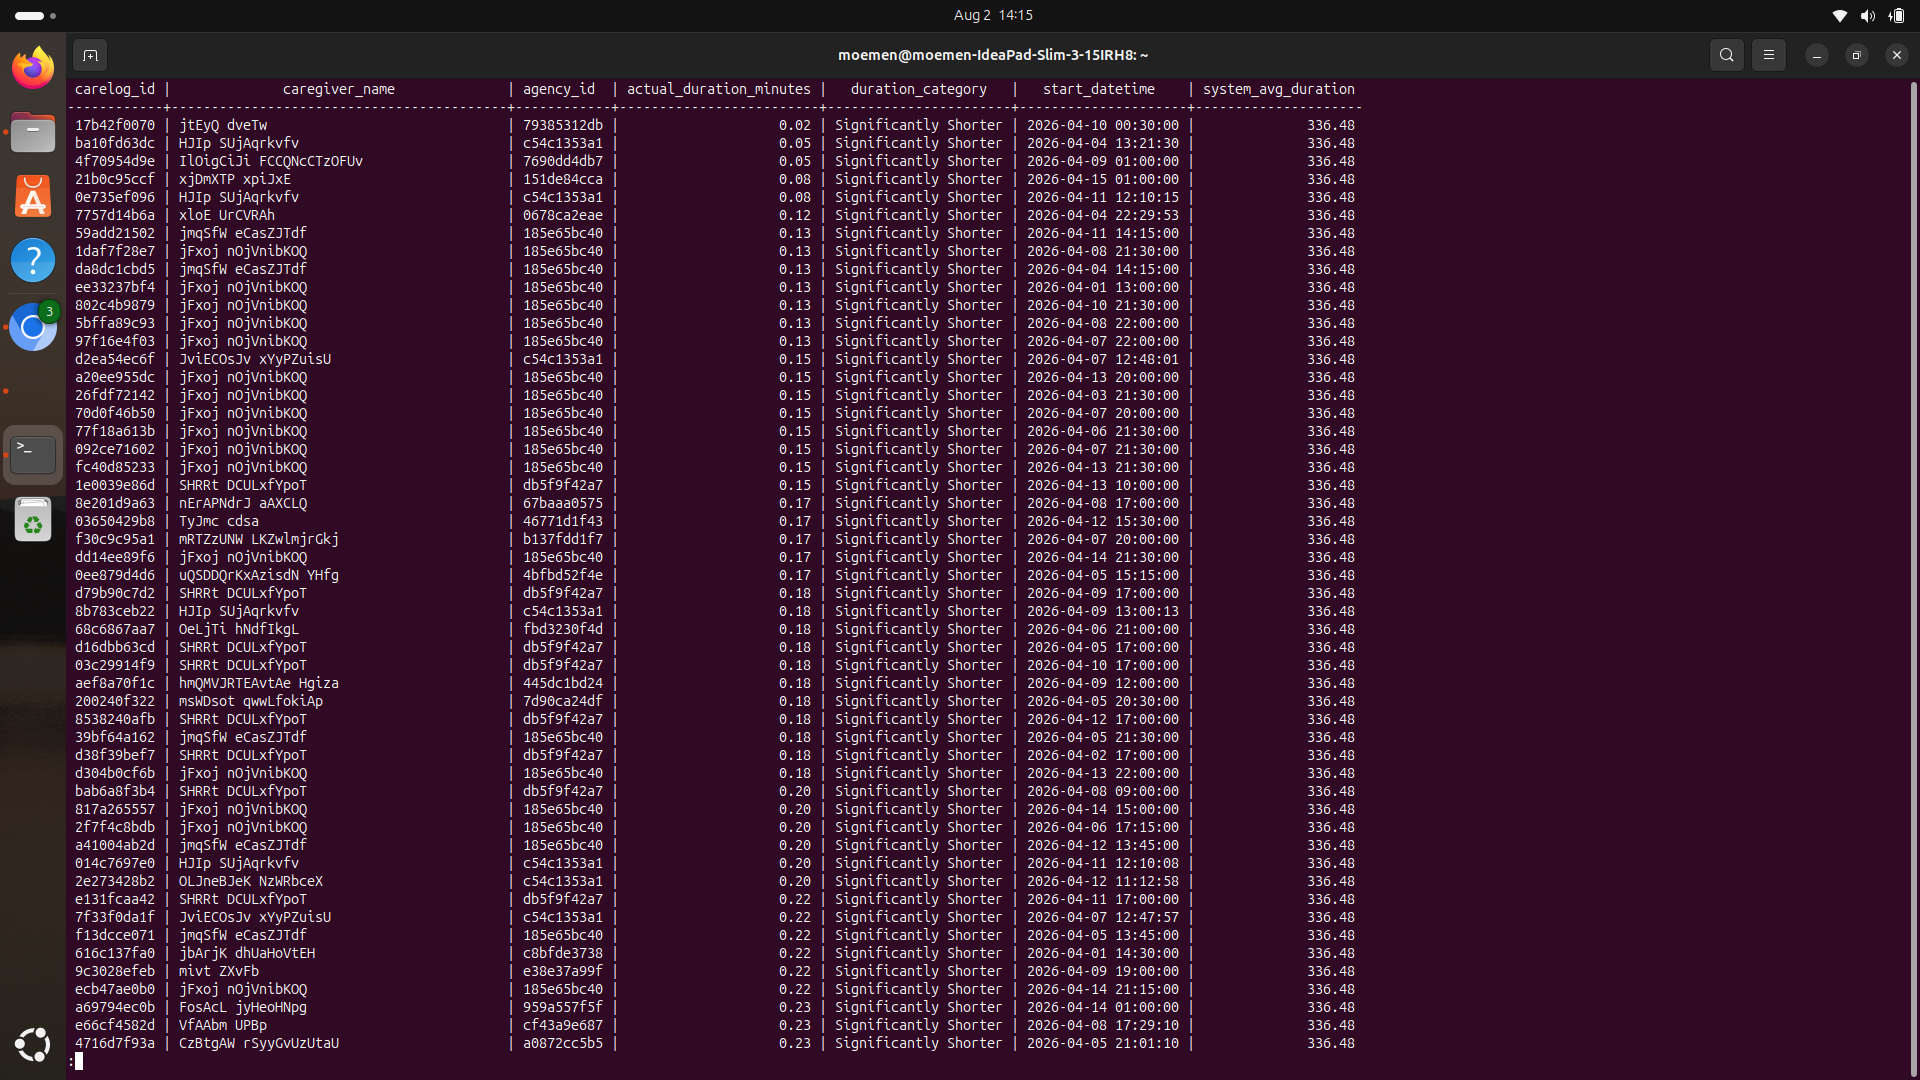 Aug 2 14:15
moemen@moemen-IdeaPad-Slim-3-15IRH8: ~
3
carelog_id | caregiver_name | agency_id | actual_duration_minutes | duration_category | start_datetime | system_avg_duration
17b42f0070 | jtEyQ dveTw | 79385312db | 0.02 | Significantly Shorter | 2026-04-10 00:30:00 | 336.48
ba10fd63dc | HJIp SUjAqrkvfv | c54c1353a1 | 0.05 | Significantly Shorter | 2026-04-04 13:21:30 | 336.48
4f70954d9e | IlOigCiJi FCCQNcCTzOFUv | 7690dd4db7 | 0.05 | Significantly Shorter | 2026-04-09 01:00:00 | 336.48
21b0c95ccf | xjDmXTP xpiJxE | 151de84cca | 0.08 | Significantly Shorter | 2026-04-15 01:00:00 | 336.48
0e735ef096 | HJIp SUjAqrkvfv | c54c1353a1 | 0.08 | Significantly Shorter | 2026-04-11 12:10:15 | 336.48
7757d14b6a | xloE UrCVRAh | 0678ca2eae | 0.12 | Significantly Shorter | 2026-04-04 22:29:53 | 336.48
59add21502 | jmqSfW eCasZJTdf | 185e65bc40 | 0.13 | Significantly Shorter | 2026-04-11 14:15:00 | 336.48
1daf7f28e7 | jFxoj nOjVnibKOQ | 185e65bc40 | 0.13 | Significantly Shorter | 2026-04-08 21:30:00 | 336.48
da8dc1cbd5 | jmqSfW eCasZJTdf | 185e65bc40 | 0.13 | Significantly Shorter | 2026-04-04 14:15:00 | 336.48
ee33237bf4 | jFxoj nOjVnibKOQ | 185e65bc40 | 0.13 | Significantly Shorter | 2026-04-01 13:00:00 | 336.48
802c4b9879 | jFxoj nOjVnibKOQ | 185e65bc40 | 0.13 | Significantly Shorter | 2026-04-10 21:30:00 | 336.48
5bffa89c93 | jFxoj nOjVnibKOQ | 185e65bc40 | 0.13 | Significantly Shorter | 2026-04-08 22:00:00 | 336.48
97f16e4f03 | jFxoj nOjVnibKOQ | 185e65bc40 | 0.13 | Significantly Shorter | 2026-04-07 22:00:00 | 336.48
d2ea54ec6f | JviECOsJv xYyPZuisU | c54c1353a1 | 0.15 | Significantly Shorter | 2026-04-07 12:48:01 | 336.48
a20ee955dc | jFxoj nOjVnibKOQ | 185e65bc40 | 0.15 | Significantly Shorter | 2026-04-13 20:00:00 | 336.48
26fdf72142 | jFxoj nOjVnibKOQ | 185e65bc40 | 0.15 | Significantly Shorter | 2026-04-03 21:30:00 | 336.48
70d0f46b50 | jFxoj nOjVnibKOQ | 185e65bc40 | 0.15 | Significantly Shorter | 2026-04-07 20:00:00 | 336.48
77f18a613b | jFxoj nOjVnibKOQ | 185e65bc40 | 0.15 | Significantly Shorter | 2026-04-06 21:30:00 | 336.48
092ce71602 | jFxoj nOjVnibKOQ | 185e65bc40 | 0.15 | Significantly Shorter | 2026-04-07 21:30:00 | 336.48
fc40d85233 | jFxoj nOjVnibKOQ | 185e65bc40 | 0.15 | Significantly Shorter | 2026-04-13 21:30:00 | 336.48
1e0039e86d | SHRRt DCULxfYpoT | db5f9f42a7 | 0.15 | Significantly Shorter | 2026-04-13 10:00:00 | 336.48
8e201d9a63 | nErAPNdrJ aAXCLQ | 67baaa0575 | 0.17 | Significantly Shorter | 2026-04-08 17:00:00 | 336.48
03650429b8 | TyJmc cdsa | 46771d1f43 | 0.17 | Significantly Shorter | 2026-04-12 15:30:00 | 336.48
f30c9c95a1 | mRTZzUNW LKZwlmjrGkj | b137fdd1f7 | 0.17 | Significantly Shorter | 2026-04-07 20:00:00 | 336.48
dd14ee89f6 | jFxoj nOjVnibKOQ | 185e65bc40 | 0.17 | Significantly Shorter | 2026-04-14 21:30:00 | 336.48
0ee879d4d6 | uQSDDQrKxAzisdN YHfg | 4bfbd52f4e | 0.17 | Significantly Shorter | 2026-04-05 15:15:00 | 336.48
d79b90c7d2 | SHRRt DCULxfYpoT | db5f9f42a7 | 0.18 | Significantly Shorter | 2026-04-09 17:00:00 | 336.48
8b783ceb22 | HJIp SUjAqrkvfv | c54c1353a1 | 0.18 | Significantly Shorter | 2026-04-09 13:00:13 | 336.48
68c6867aa7 | OeLjTi hNdfIkgL | fbd3230f4d | 0.18 | Significantly Shorter | 2026-04-06 21:00:00 | 336.48
d16dbb63cd | SHRRt DCULxfYpoT | db5f9f42a7 | 0.18 | Significantly Shorter | 2026-04-05 17:00:00 | 336.48
03c29914f9 | SHRRt DCULxfYpoT | db5f9f42a7 | 0.18 | Significantly Shorter | 2026-04-10 17:00:00 | 336.48
aef8a70f1c | hmQMVJRTEAvtAe Hgiza | 445dc1bd24 | 0.18 | Significantly Shorter | 2026-04-09 12:00:00 | 336.48
200240f322 | msWDsot qwwLfokiAp | 7d90ca24df | 0.18 | Significantly Shorter | 2026-04-05 20:30:00 | 336.48
8538240afb | SHRRt DCULxfYpoT | db5f9f42a7 | 0.18 | Significantly Shorter | 2026-04-12 17:00:00 | 336.48
39bf64a162 | jmqSfW eCasZJTdf | 185e65bc40 | 0.18 | Significantly Shorter | 2026-04-05 21:30:00 | 336.48
d38f39bef7 | SHRRt DCULxfYpoT | db5f9f42a7 | 0.18 | Significantly Shorter | 2026-04-02 17:00:00 | 336.48
d304b0cf6b | jFxoj nOjVnibKOQ | 185e65bc40 | 0.18 | Significantly Shorter | 2026-04-13 22:00:00 | 336.48
bab6a8f3b4 | SHRRt DCULxfYpoT | db5f9f42a7 | 0.20 | Significantly Shorter | 2026-04-08 09:00:00 | 336.48
817a265557 | jFxoj nOjVnibKOQ | 185e65bc40 | 0.20 | Significantly Shorter | 2026-04-14 15:00:00 | 336.48
2f7f4c8bdb | jFxoj nOjVnibKOQ | 185e65bc40 | 0.20 | Significantly Shorter | 2026-04-06 17:15:00 | 336.48
a41004ab2d | jmqSfW eCasZJTdf | 185e65bc40 | 0.20 | Significantly Shorter | 2026-04-12 13:45:00 | 336.48
014c7697e0 | HJIp SUjAqrkvfv | c54c1353a1 | 0.20 | Significantly Shorter | 2026-04-11 12:10:08 | 336.48
2e273428b2 | OLJneBJeK NzWRbceX | c54c1353a1 | 0.20 | Significantly Shorter | 2026-04-12 11:12:58 | 336.48
e131fcaa42 | SHRRt DCULxfYpoT | db5f9f42a7 | 0.22 | Significantly Shorter | 2026-04-11 17:00:00 | 336.48
7f33f0da1f | JviECOsJv xYyPZuisU | c54c1353a1 | 0.22 | Significantly Shorter | 2026-04-07 12:47:57 | 336.48
f13dcce071 | jmqSfW eCasZJTdf | 185e65bc40 | 0.22 | Significantly Shorter | 2026-04-05 13:45:00 | 336.48
616c137fa0 | jbArjK dhUaHoVtEH | c8bfde3738 | 0.22 | Significantly Shorter | 2026-04-01 14:30:00 | 336.48
9c3028efeb | mivt ZXvFb | e38e37a99f | 0.22 | Significantly Shorter | 2026-04-09 19:00:00 | 336.48
ecb47ae0b0 | jFxoj nOjVnibKOQ | 185e65bc40 | 0.22 | Significantly Shorter | 2026-04-14 21:15:00 | 336.48
a69794ec0b | FosAcL jyHeoHNpg | 959a557f5f | 0.23 | Significantly Shorter | 2026-04-14 01:00:00 | 336.48
e66cf4582d | VfAAbm UPBp | cf43a9e687 | 0.23 | Significantly Shorter | 2026-04-08 17:29:10 | 336.48
4716d7f93a | CzBtgAW rSyyGvUzUtaU | a0872cc5b5 | 0.23 | Significantly Shorter | 2026-04-05 21:01:10 | 336.48
: